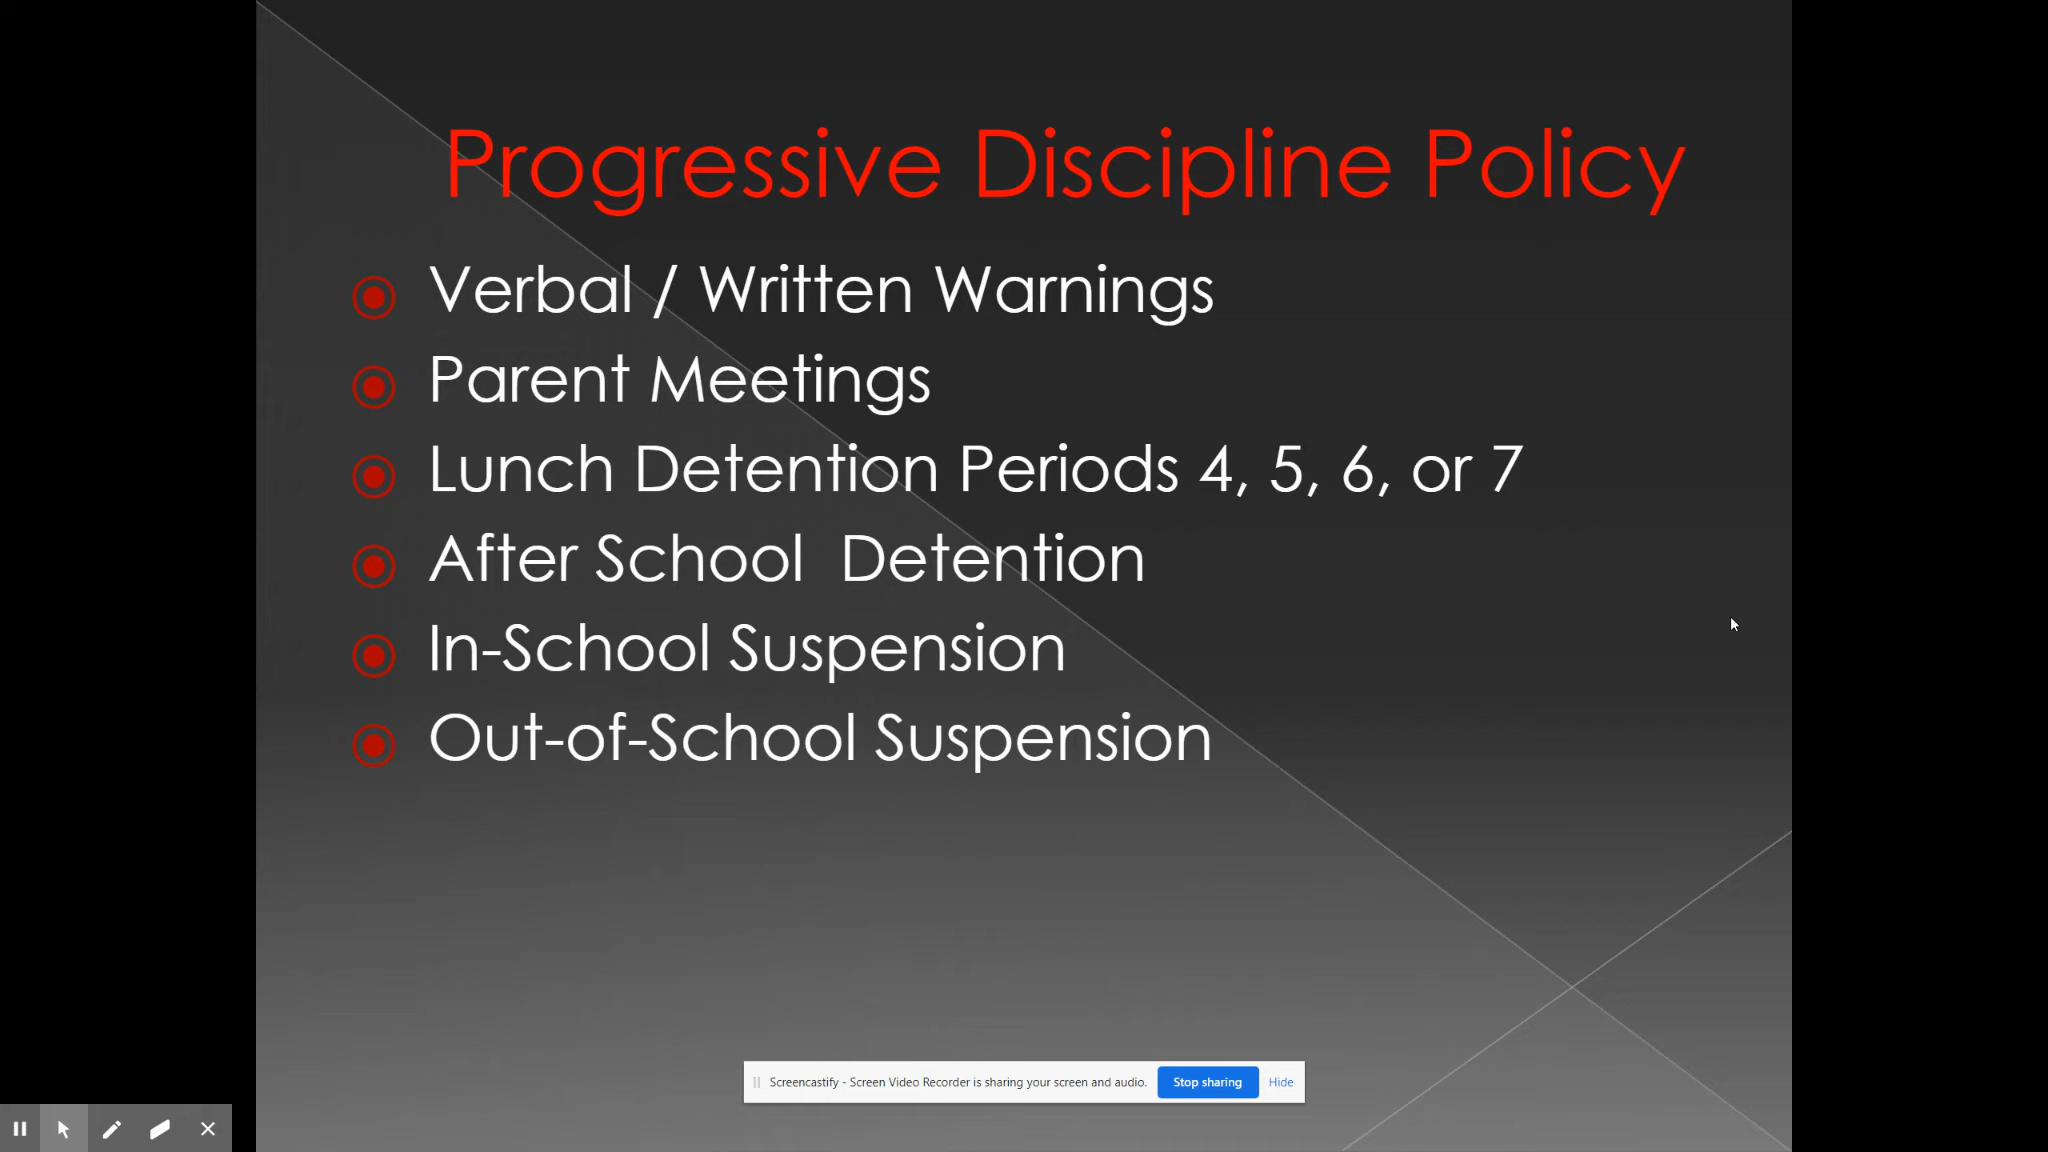 Progressive Discipline Policy
Verbal / Written Warnings
Parent Meetings
Lunch Detention Periods 4, 5, 6, or 7
After School  Detention
In-School Suspension
Out-of-School Suspension
Screencastify - Screen Video Recorder is sharing your screen and audio. Stop sharing Hide